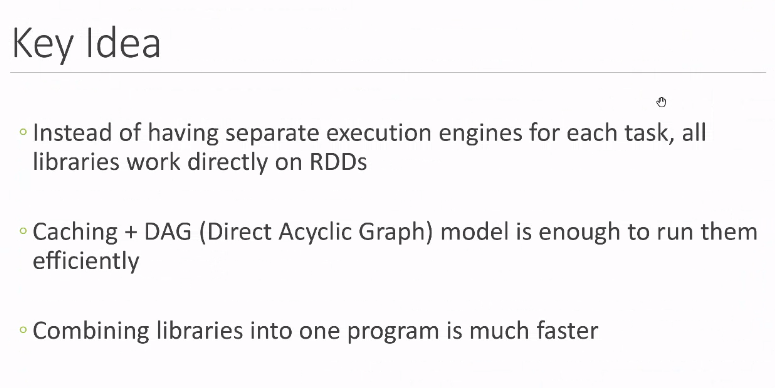 Key Idea
◦ Instead of having separate execution engines for each task, all
libraries work directly on RDDs
◦ Caching + DAG (Direct Acyclic Graph) model is enough to run them
efficiently
◦ Combining libraries into one program is much faster